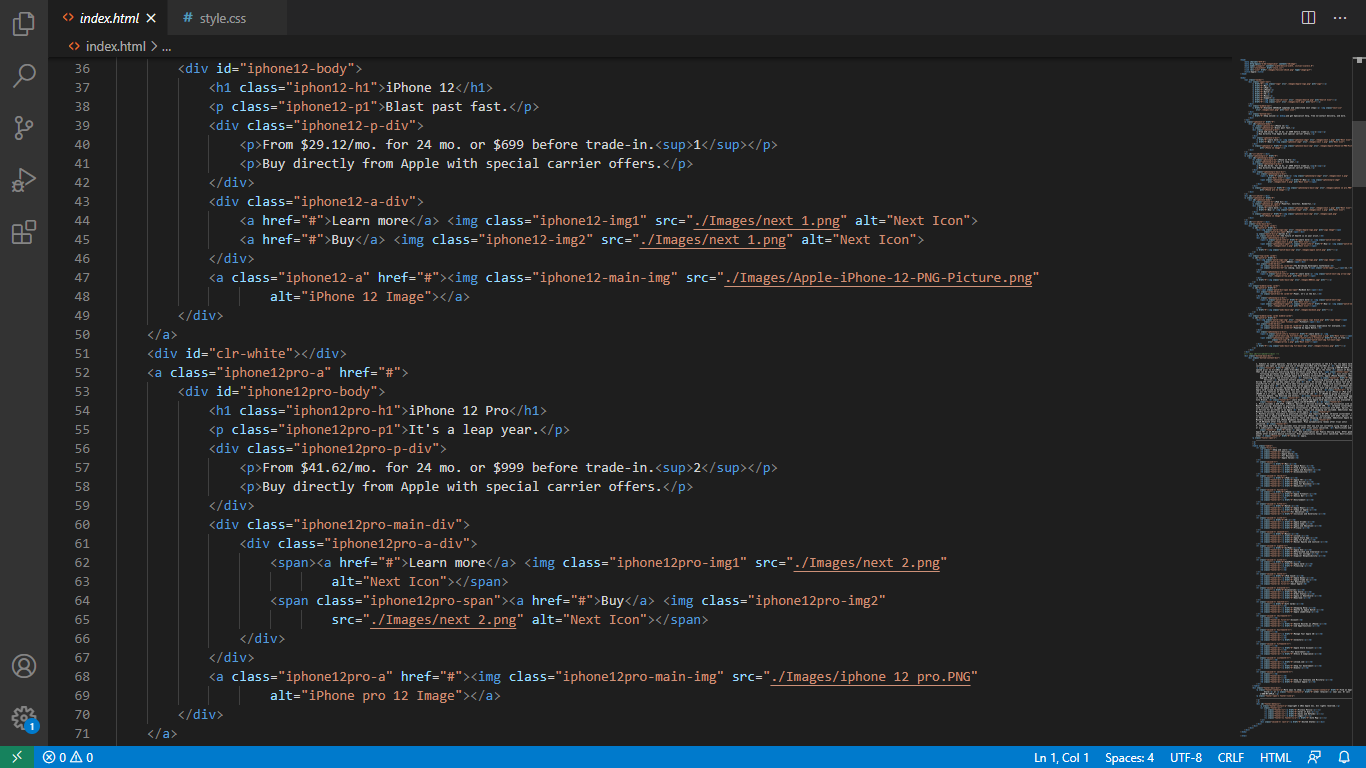 index.html
style.css
index.html > ...
36 <div id="iphone12-body">
37 <h1 class="iphon12-h1">iPhone 12</h1>
38 <p class="iphone12-p1">Blast past fast.</p>
39 <div class="iphone12-p-div">
40 <p>From $29.12/mo. for 24 mo. or $699 before trade-in.<sup>1</sup></p>
41 <p>Buy directly from Apple with special carrier offers.</p>
42 </div>
43 <div class="iphone12-a-div">
44 <a href="#">Learn more</a> <img class="iphone12-img1" src="./Images/next 1.png" alt="Next Icon">
45 <a href="#">Buy</a> <img class="iphone12-img2" src="./Images/next 1.png" alt="Next Icon">
46 </div>
47 <a class="iphone12-a" href="#"><img class="iphone12-main-img" src="./Images/Apple-iPhone-12-PNG-Picture.png"
48 alt="iPhone 12 Image"></a>
49 </div>
50 </a>
51 <div id="clr-white"></div>
52 <a class="iphone12pro-a" href="#">
53 <div id="iphone12pro-body">
54 <h1 class="iphon12pro-h1">iPhone 12 Pro</h1>
55 <p class="iphone12pro-p1">It's a leap year.</p>
56 <div class="iphone12pro-p-div">
57 <p>From $41.62/mo. for 24 mo. or $999 before trade-in.<sup>2</sup></p>
58 <p>Buy directly from Apple with special carrier offers.</p>
59 </div>
60 <div class="iphone12pro-main-div">
61 <div class="iphone12pro-a-div">
62 <span><a href="#">Learn more</a> <img class="iphone12pro-img1" src="./Images/next 2.png"
63 alt="Next Icon"></span>
64 <span class="iphone12pro-span"><a href="#">Buy</a> <img class="iphone12pro-img2"
65 src="./Images/next 2.png" alt="Next Icon"></span>
66 </div>
67 </div>
68 <a class="iphone12pro-a" href="#"><img class="iphone12pro-main-img" src="./Images/iphone 12 pro.PNG"
69 alt="iPhone pro 12 Image"></a>
70 </div>
71 </a>
1
0 0 Ln 1, Col 1 Spaces: 4 UTF-8 CRLF HTML